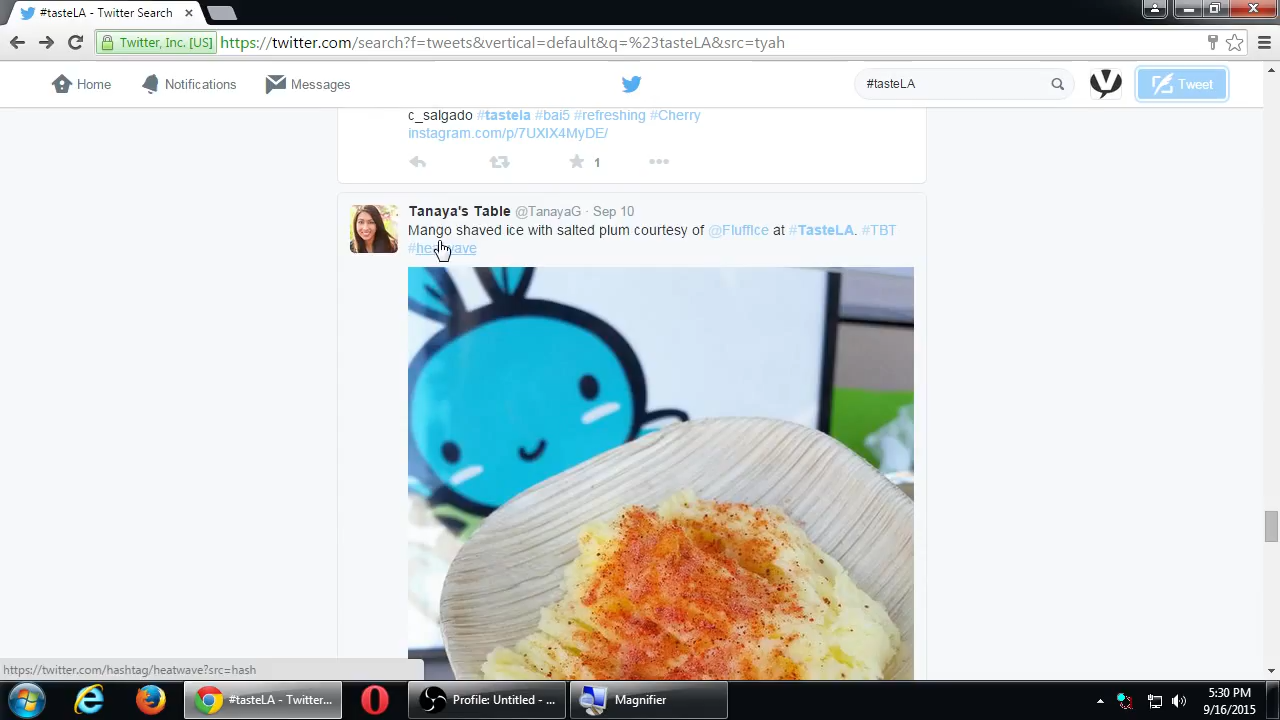 #tasteLA - Twitter Search
Twitter, Inc. [US] https://twitter.com/search?f=tweets&vertical=default&q=%23tasteLA&src=tyah
Home Notifications Messages #tasteLA Tweet
c_salgado #tastela #bai5 #refreshing #Cherry
instagram.com/p/7UXIX4MyDE/
1
Tanaya's Table @TanayaG · Sep 10
Mango shaved ice with salted plum courtesy of @FluffIce at #TasteLA. #TBT
#heatwave
https://twitter.com/hashtag/heatwave?src=hash
#tasteLA - Twitter... Profile: Untitled - ... Magnifier
5:30 PM
9/16/2015